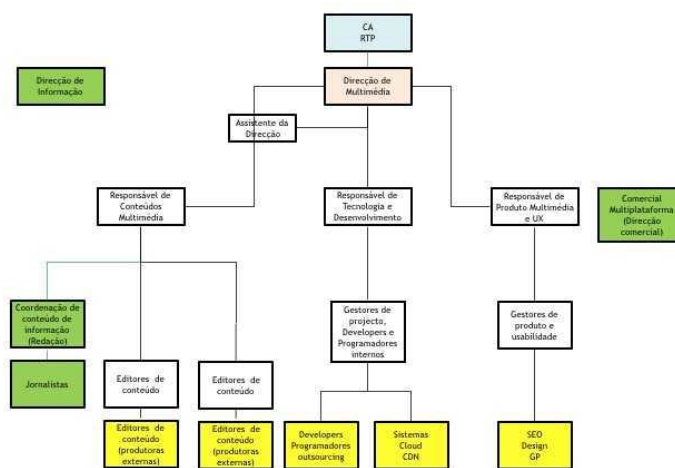 CA
RTP
Direcção de
Informação
Direcção de
Multimédia
Assistente da
Direcção
Responsável de
Conteúdos
Multimédia
Responsável de
Tecnologia e
Desenvolvimento
Responsável de
Produto Multimédia
e UX
Comercial
Multiplataforma
(Direcção
comercial)
Coordenação de
conteúdo de
informação
(Redação)
Gestores de
projecto,
Developers e
Programadores
internos
Gestores de
produto e
usabilidade
Jornalistas
Editores de
conteúdo
Editores de
conteúdo
Editores de
conteúdo
(produtoras
externas)
Editores de
conteúdo
(produtoras
externas)
Developers
Programadores
outsourcing
Sistemas
Cloud
CDN
SEO
Design
GP